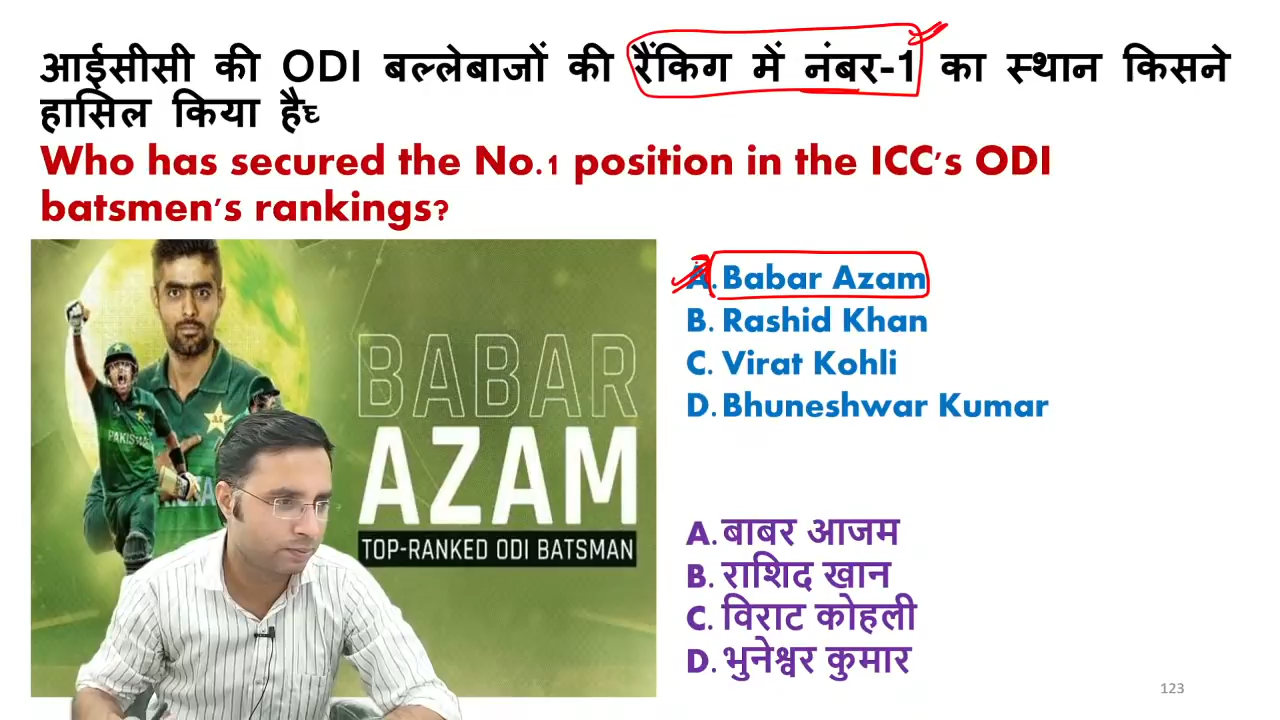 आईसीसी की ODI बल्लेबाजों की रैंकिंग में नंबर-1 का स्थान किसने
हासिल किया हैघ्
Who has secured the No.1 position in the ICC's ODI
batsmen's rankings?
BABAR
AZAM
TOP-RANKED ODI BATSMAN
PAKISTAN
A. Babar Azam
B. Rashid Khan
C. Virat Kohli
D. Bhuneshwar Kumar
A. बाबर आजम
B. राशिद खान
C. विराट कोहली
D. भुनेश्वर कुमार
123